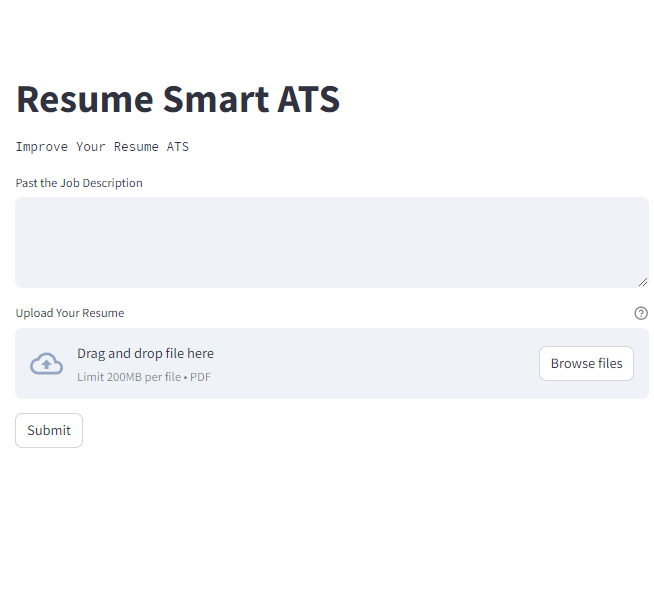 Resume Smart ATS
Improve Your Resume ATS
Past the Job Description
Upload Your Resume
Drag and drop file here
Limit 200MB per file • PDF
Browse files
Submit